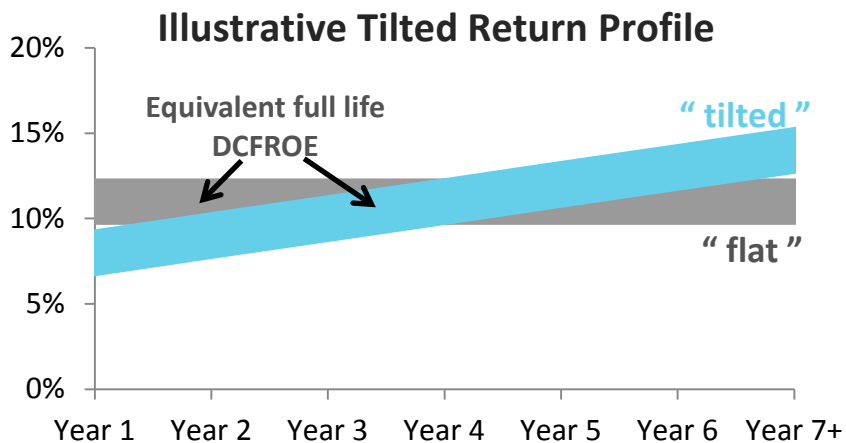 Illustrative Tilted Return Profile
20%
Equivalent full life
DCFROE
“ tilted ”
15%
10%
“ flat ”
5%
0%
Year 1 Year 2 Year 3 Year 4 Year 5 Year 6 Year 7+